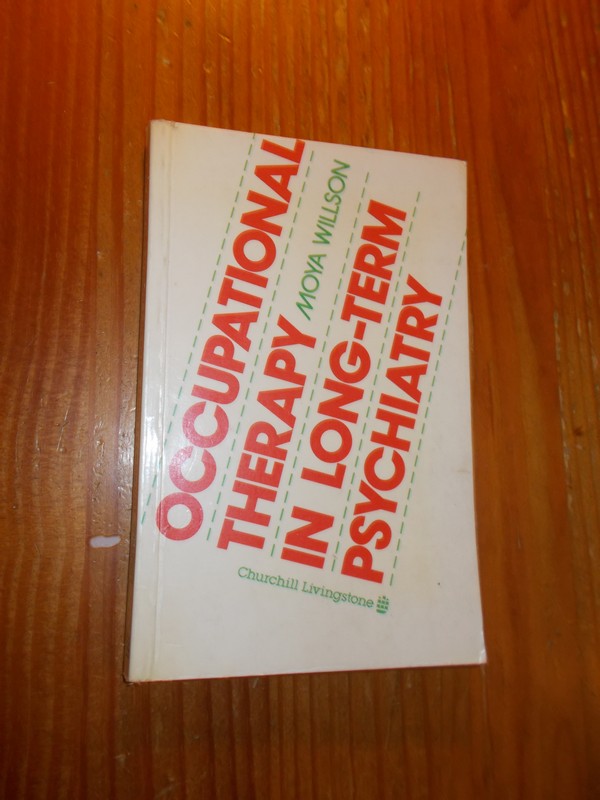 OCCUPATIONAL
THERAPY MOYA WILLSON
IN LONG-TERM
PSYCHIATRY
Churchill Livingstone